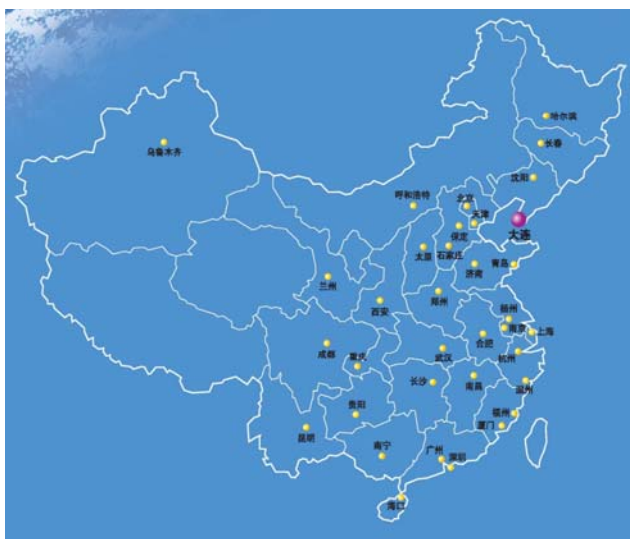 哈尔滨
长春
乌鲁木齐
沈阳
呼和浩特
北京
天津
大连
保定
太原
石家庄
济南
青岛
兰州
西安
郑州
扬州
南京
上海
合肥
杭州
成都
重庆
武汉
长沙
南昌
温州
贵阳
福州
厦门
昆明
南宁
广州
深圳
海口